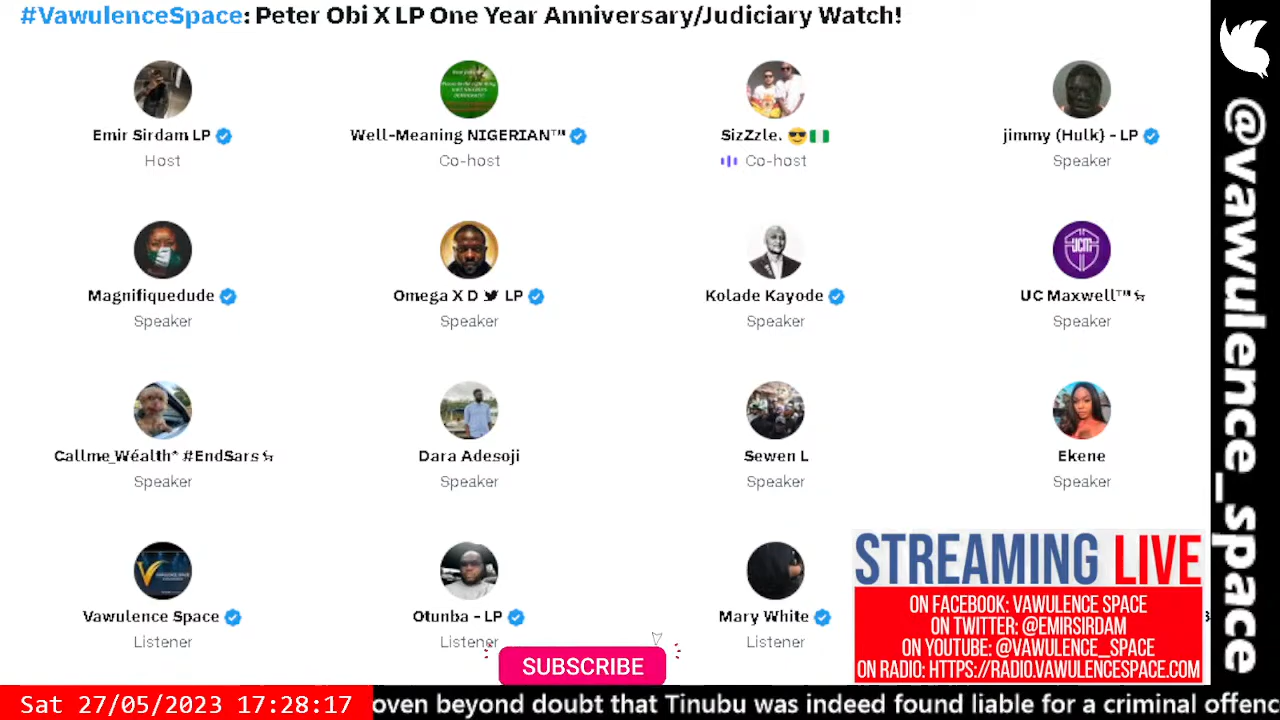 #VawulenceSpace: Peter Obi X LP One Year Anniversary/Judiciary Watch!
Emir Sirdam LP
Host
Well-Meaning NIGERIAN™
Co-host
SizZzle. 😎🇳🇬
Co-host
jimmy (Hulk) - LP
Speaker
Magnifiquedude
Speaker
Omega X D LP
Speaker
Kolade Kayode
Speaker
UC Maxwell™
Speaker
Callme_Wéalth* #EndSars
Speaker
Dara Adesoji
Speaker
Sewen L
Speaker
Ekene
Speaker
Vawulence Space
Listener
Otunba - LP
Listener
Mary White
Listener
STREAMING LIVE
ON FACEBOOK: VAWULENCE SPACE
ON TWITTER: @EMIRSIRDAM
ON YOUTUBE: @VAWULENCE_SPACE
ON RADIO: HTTPS://RADIO.VAWULENCESPACE.COM
SUBSCRIBE
@vawulence_space
Sat 27/05/2023 17:28:17
oven beyond doubt that Tinubu was indeed found liable for a criminal offenc